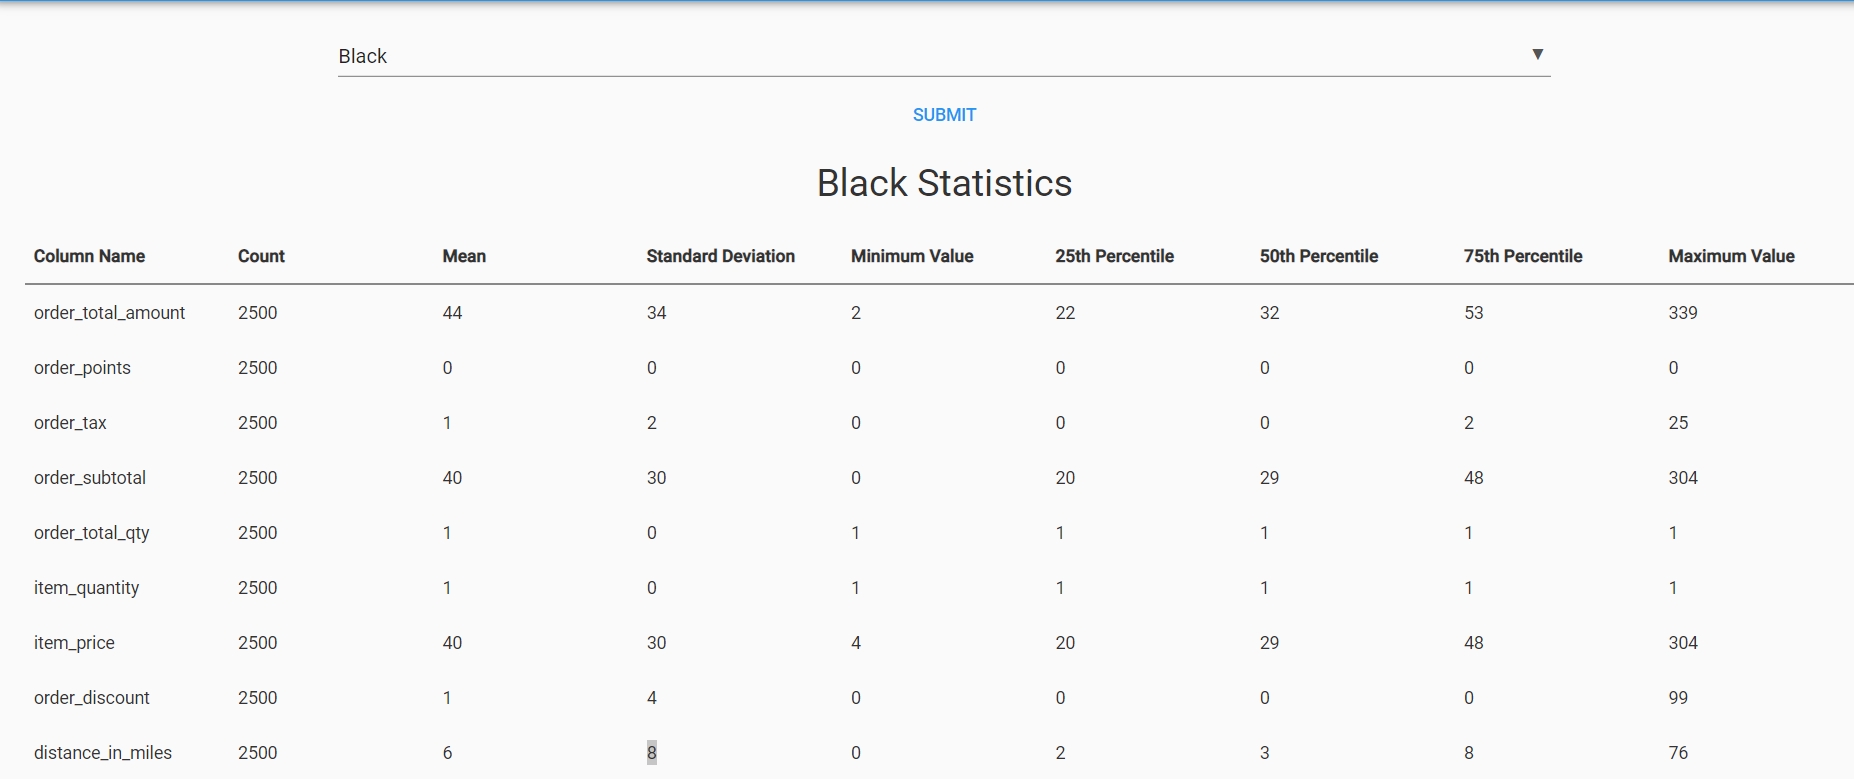 Black ▼
SUBMIT
Black Statistics
Column Name Count Mean Standard Deviation Minimum Value 25th Percentile 50th Percentile 75th Percentile Maximum Value
order_total_amount 2500 44 34 2 22 32 53 339
order_points 2500 0 0 0 0 0 0 0
order_tax 2500 1 2 0 0 0 2 25
order_subtotal 2500 40 30 0 20 29 48 304
order_total_qty 2500 1 0 1 1 1 1 1
item_quantity 2500 1 0 1 1 1 1 1
item_price 2500 40 30 4 20 29 48 304
order_discount 2500 1 4 0 0 0 0 99
distance_in_miles 2500 6 8 0 2 3 8 76